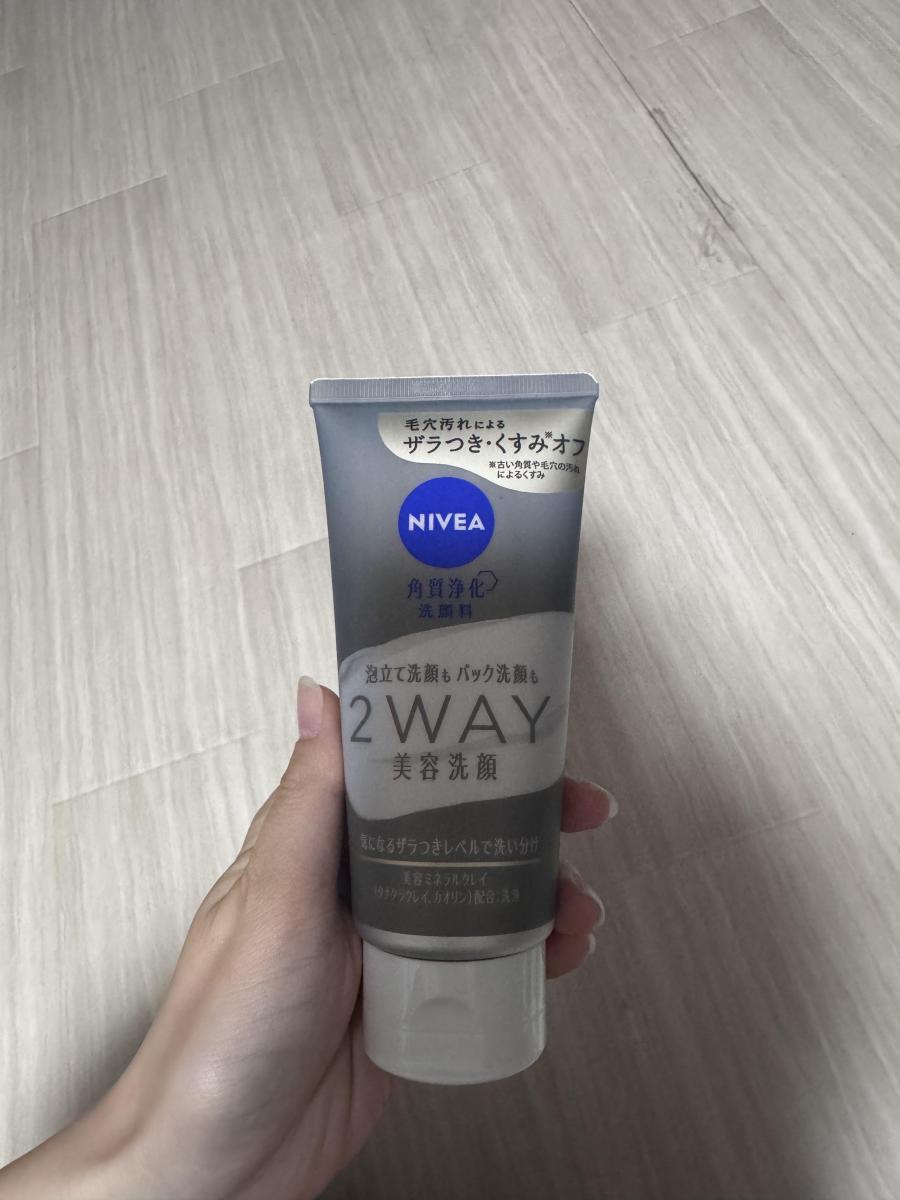 毛穴汚れによる
ザラつき・くすみ※オフ
※古い角質や毛穴の汚れ
によるくすみ
NIVEA
角質浄化
洗顔料
泡立て洗顔も パック洗顔も
2WAY
美容洗顔
気になるザラつきレベルで洗い分け
美容ミネラルクレイ
(タナクラクレイ、カオリン)配合:洗浄